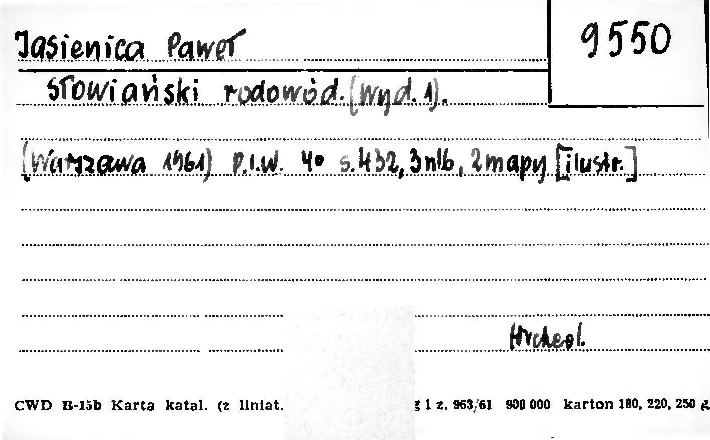 Jasienica Paweł
9550
Słowiański rodowód. (Wyd. 1).
(Warszawa 1961) P.I.W. 4° s. 432, 3 nlb, 2 mapy [ilustr.]
Archeol.
CWD B-15b Karta katal. (z liniat. g 1 z. 963/61 900 000 karton 180, 220, 250 g